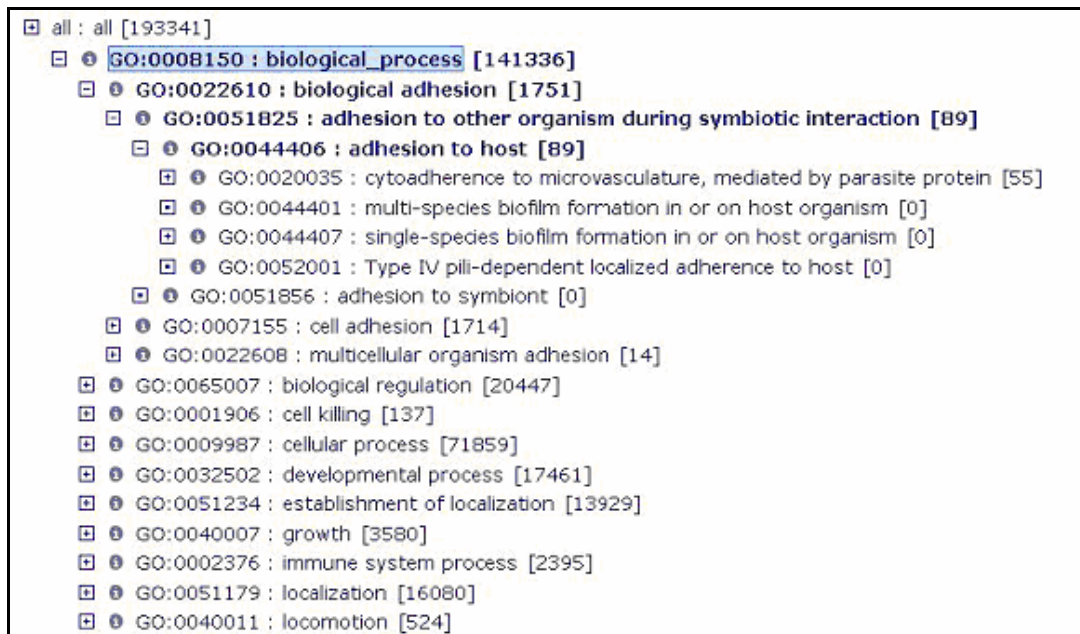 all : all [193341]
GO:0008150 : biological_process [141336]
GO:0022610 : biological adhesion [1751]
GO:0051825 : adhesion to other organism during symbiotic interaction [89]
GO:0044406 : adhesion to host [89]
GO:0020035 : cytoadherence to microvasculature, mediated by parasite protein [55]
GO:0044401 : multi-species biofilm formation in or on host organism [0]
GO:0044407 : single-species biofilm formation in or on host organism [0]
GO:0052001 : Type IV pili-dependent localized adherence to host [0]
GO:0051856 : adhesion to symbiont [0]
GO:0007155 : cell adhesion [1714]
GO:0022608 : multicellular organism adhesion [14]
GO:0065007 : biological regulation [20447]
GO:0001906 : cell killing [137]
GO:0009987 : cellular process [71859]
GO:0032502 : developmental process [17461]
GO:0051234 : establishment of localization [13929]
GO:0040007 : growth [3580]
GO:0002376 : immune system process [2395]
GO:0051179 : localization [16080]
GO:0040011 : locomotion [524]